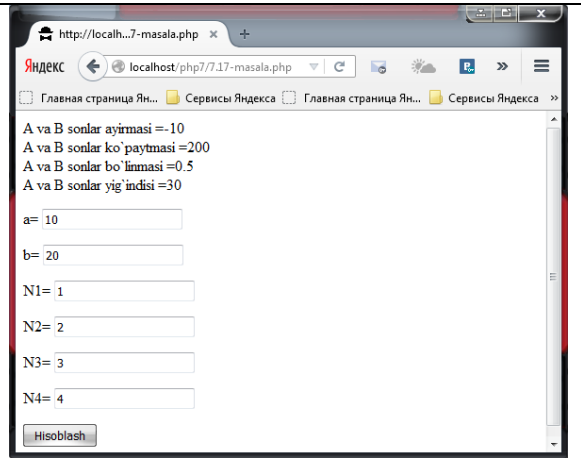 http://localh...7-masala.php × +
Яндекс localhost/php7/7.17-masala.php »
Главная страница Ян... Сервисы Яндекса Главная страница Ян... Сервисы Яндекса »
A va B sonlar ayirmasi =-10
A va B sonlar ko`paytmasi =200
A va B sonlar bo`linmasi =0.5
A va B sonlar yig`indisi =30
a= 10
b= 20
N1= 1
N2= 2
N3= 3
N4= 4
Hisoblash